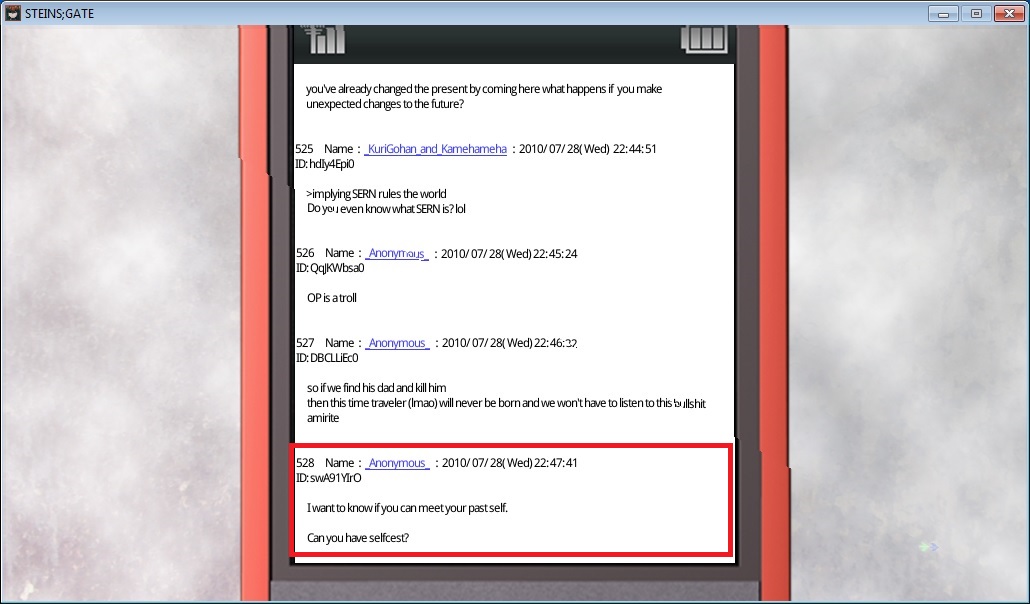 STEINS;GATE
you've already changed the present by coming here what happens if you make
unexpected changes to the future?
525 Name : _KuriGohan_and_Kamehameha : 2010/07/28(Wed) 22:44:51
ID:hdIy4Epi0
>implying SERN rules the world
Do you even know what SERN is? lol
526 Name : _Anonymous_ : 2010/07/28(Wed) 22:45:24
ID:QqJKWbsa0
OP is a troll
527 Name : _Anonymous_ : 2010/07/28(Wed) 22:46:32
ID:DBCLLiEc0
so if we find his dad and kill him
then this time traveler (lmao) will never be born and we won't have to listen to this bullshit
amirite
528 Name : _Anonymous_ : 2010/07/28(Wed) 22:47:41
ID:swA91YIrO
I want to know if you can meet your past self.
Can you have selfcest?